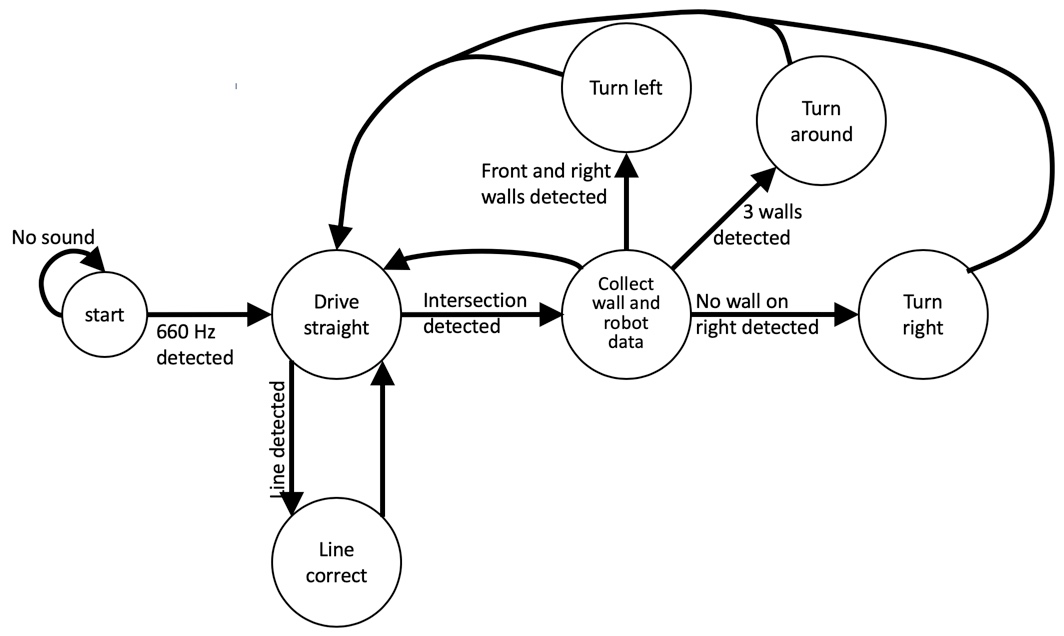 Turn left
Turn
around
Front and right
walls detected
3 walls
detected
No sound
start
660 Hz
detected
Drive
straight
Intersection
detected
Collect
wall and
robot
data
No wall on
right detected
Turn
right
Line detected
Line
correct